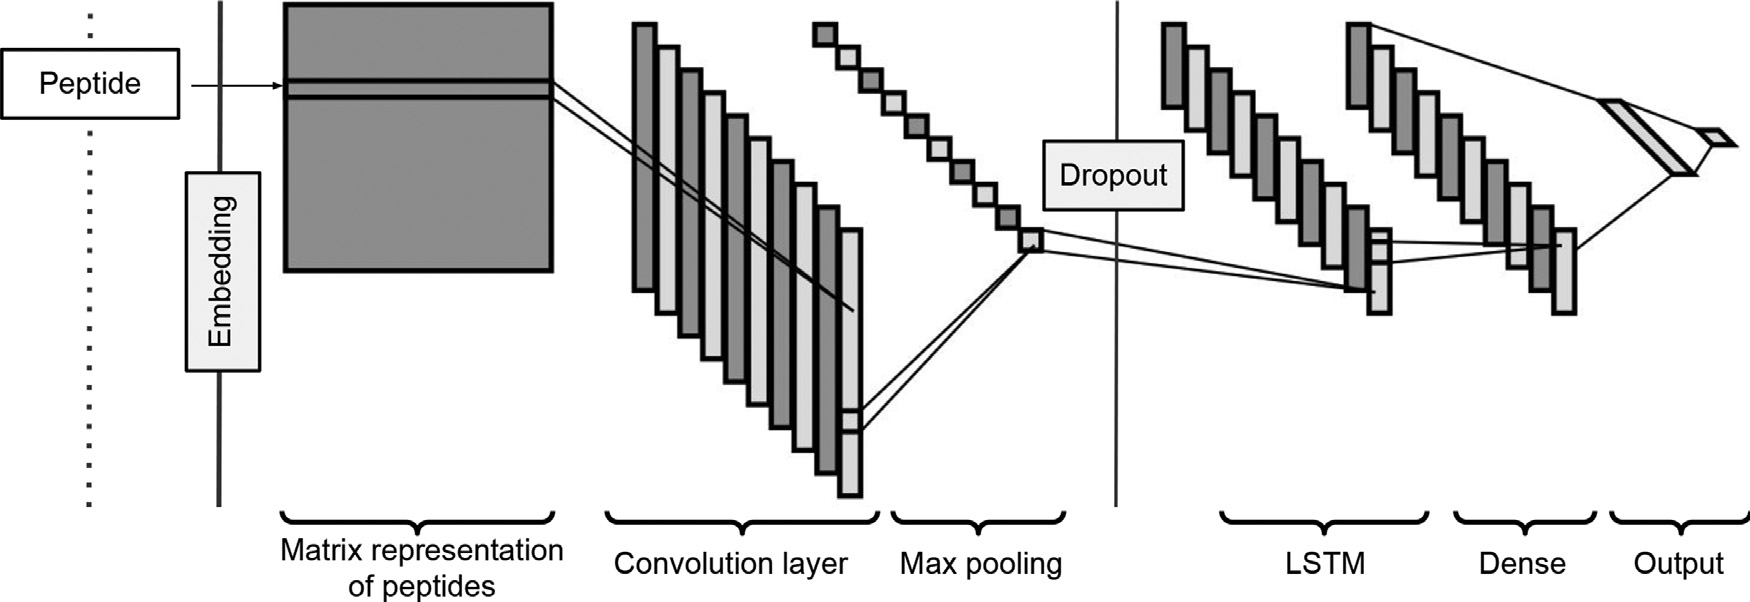 Peptide
Embedding
Dropout
Matrix representation
of peptides
Convolution layer
Max pooling
LSTM
Dense
Output